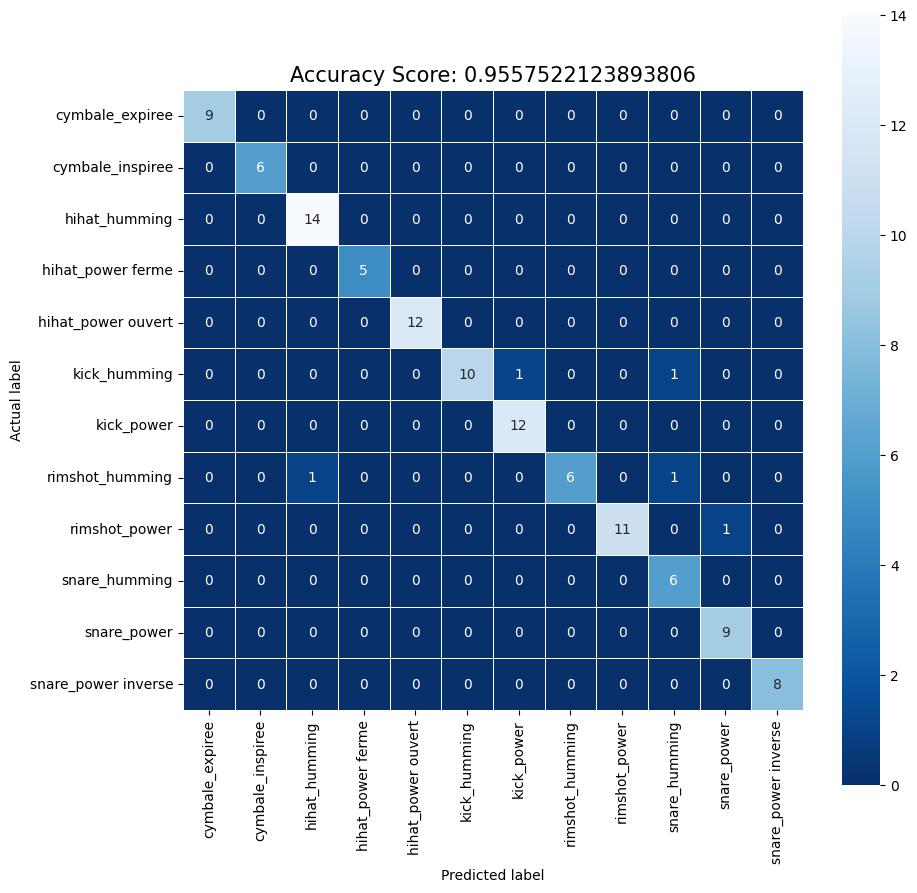 Accuracy Score: 0.9557522123893806
14
12
10
8
6
4
2
0
Actual label
cymbale_expiree 9 0 0 0 0 0 0 0 0 0 0 0
cymbale_inspiree 0 6 0 0 0 0 0 0 0 0 0 0
hihat_humming 0 0 14 0 0 0 0 0 0 0 0 0
hihat_power ferme 0 0 0 5 0 0 0 0 0 0 0 0
hihat_power ouvert 0 0 0 0 12 0 0 0 0 0 0 0
kick_humming 0 0 0 0 0 10 1 0 0 1 0 0
kick_power 0 0 0 0 0 0 12 0 0 0 0 0
rimshot_humming 0 0 1 0 0 0 0 6 0 1 0 0
rimshot_power 0 0 0 0 0 0 0 0 11 0 1 0
snare_humming 0 0 0 0 0 0 0 0 0 6 0 0
snare_power 0 0 0 0 0 0 0 0 0 0 9 0
snare_power inverse 0 0 0 0 0 0 0 0 0 0 0 8
cymbale_expiree
cymbale_inspiree
hihat_humming
hihat_power ferme
hihat_power ouvert
kick_humming
kick_power
rimshot_humming
rimshot_power
snare_humming
snare_power
snare_power inverse
Predicted label